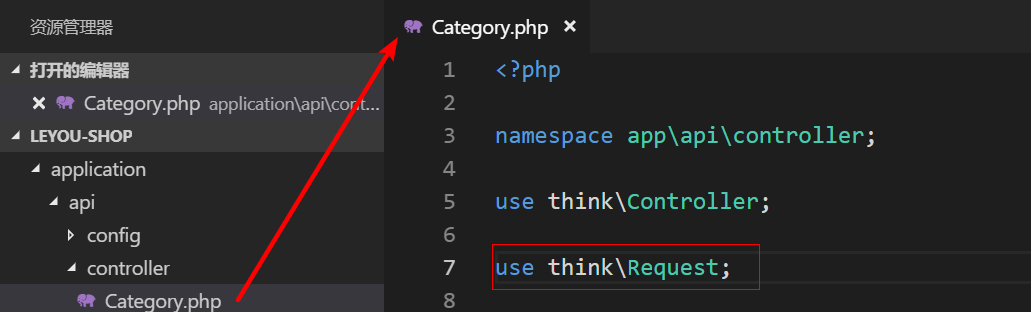 资源管理器
打开的编辑器
Category.php application\api\cont...
LEYOU-SHOP
application
api
config
controller
Category.php
Category.php
1 <?php
2
3 namespace app\api\controller;
4
5 use think\Controller;
6
7 use think\Request;
8